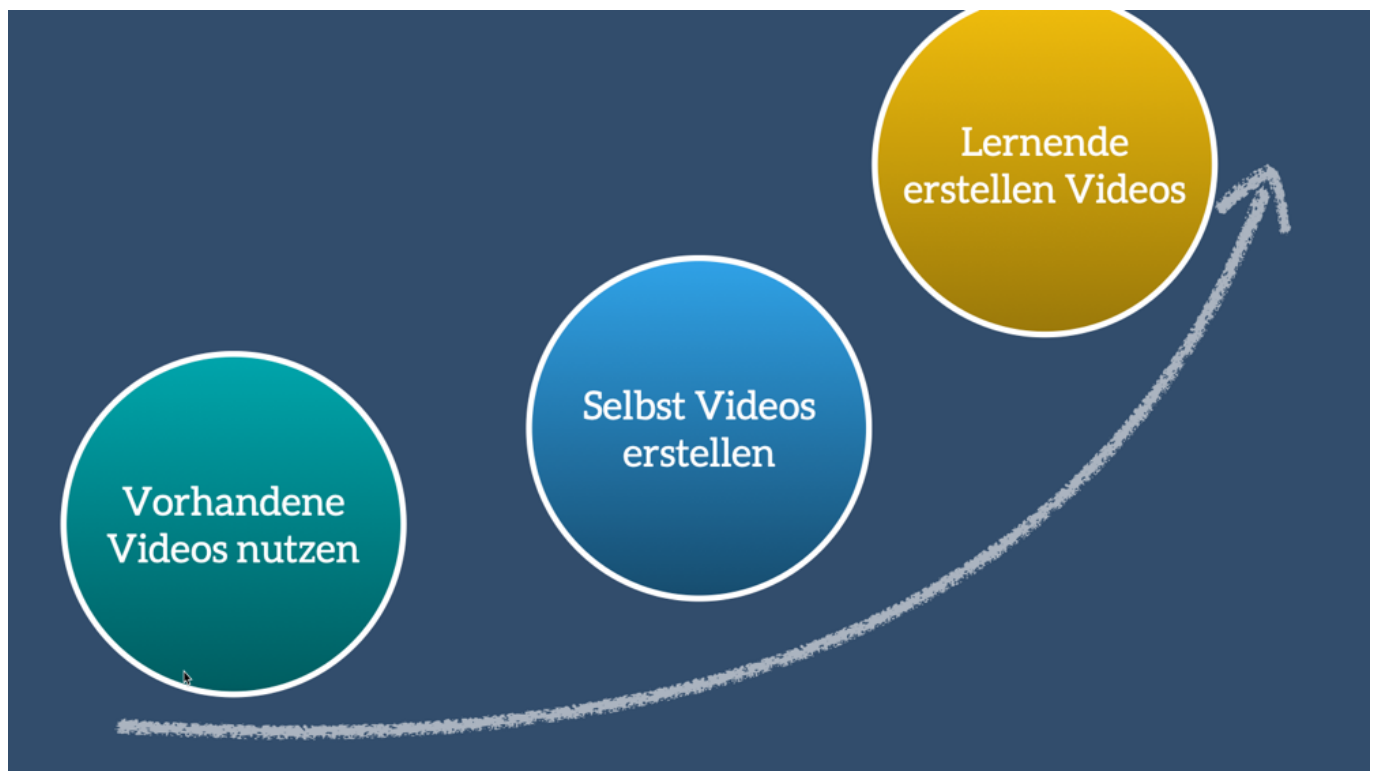 Vorhandene
Videos nutzen
Selbst Videos
erstellen
Lernende
erstellen Videos